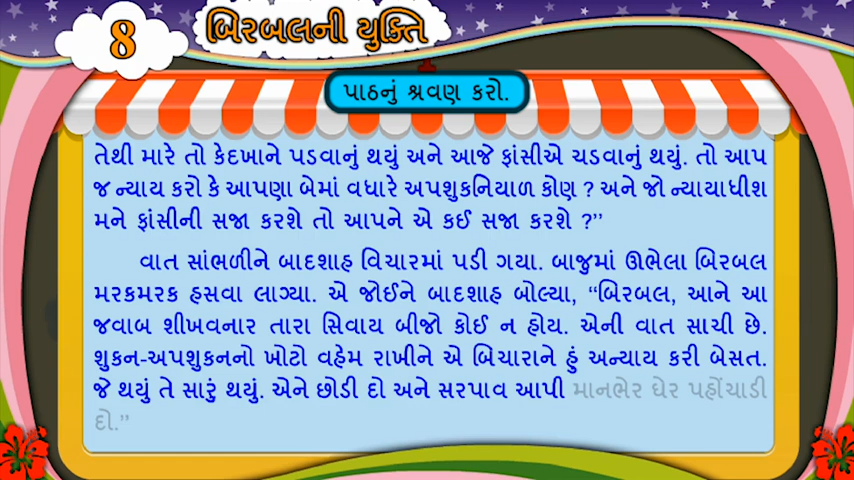 8
બિરબલની યુક્તિ
પાઠનું શ્રવણ કરો.
તેથી મારે તો કેદખાને પડવાનું થયું અને આજે ફાંસીએ ચડવાનું થયું. તો આપ
જ ન્યાય કરો કે આપણા બેમાં વધારે અપશુકનિયાળ કોણ ? અને જો ન્યાયાધીશ
મને ફાંસીની સજા કરશે તો આપને એ કઈ સજા કરશે ?’’
વાત સાંભળીને બાદશાહ વિચારમાં પડી ગયા. બાજુમાં ઊભેલા બિરબલ
મરકમરક હસવા લાગ્યા. એ જોઈને બાદશાહ બોલ્યા, ‘‘બિરબલ, આને આ
જવાબ શીખવનાર તારા સિવાય બીજો કોઈ ન હોય. એની વાત સાચી છે.
શુકન-અપશુકનનો ખોટો વહેમ રાખીને એ બિચારાને હું અન્યાય કરી બેસત.
જે થયું તે સારું થયું. એને છોડી દો અને સરપાવ આપી માનભેર ઘેર પહોંચાડી
દો.’’